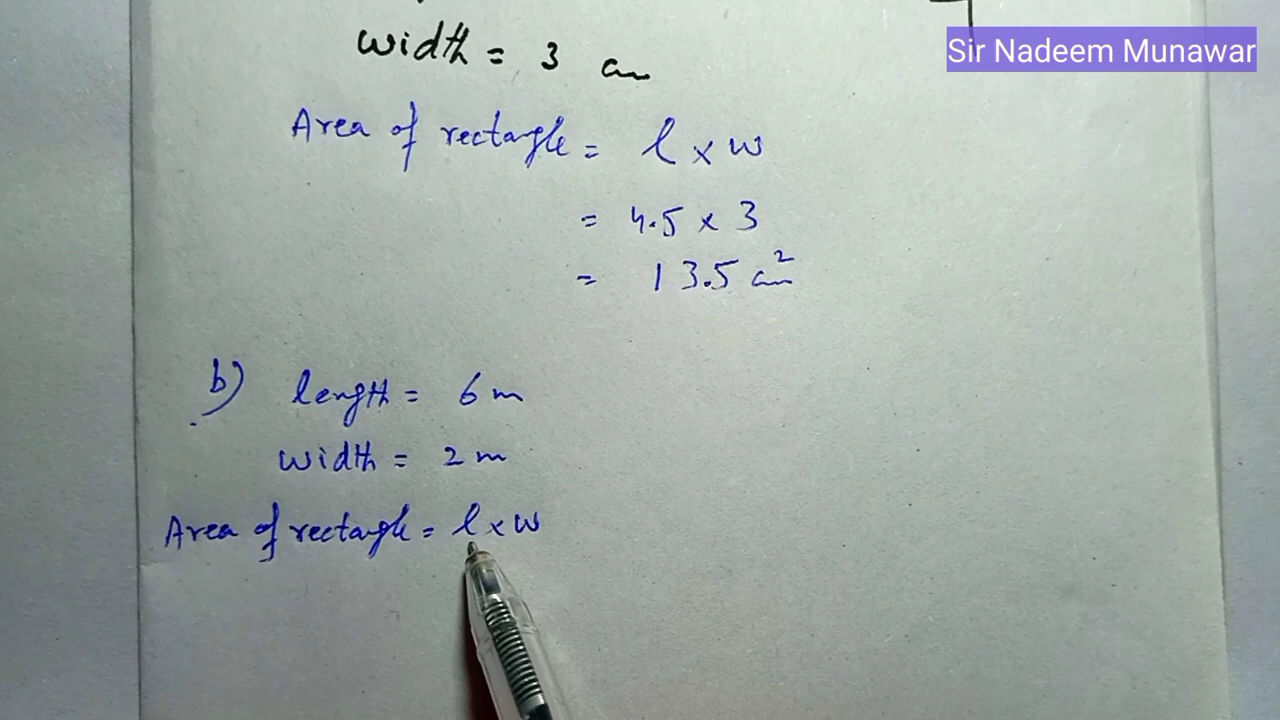 Sir Nadeem Munawar
width = 3 cm
Area of rectangle = l × w
= 4.5 × 3
= 13.5 cm²
b) length = 6 m
width = 2 m
Area of rectangle = l × w